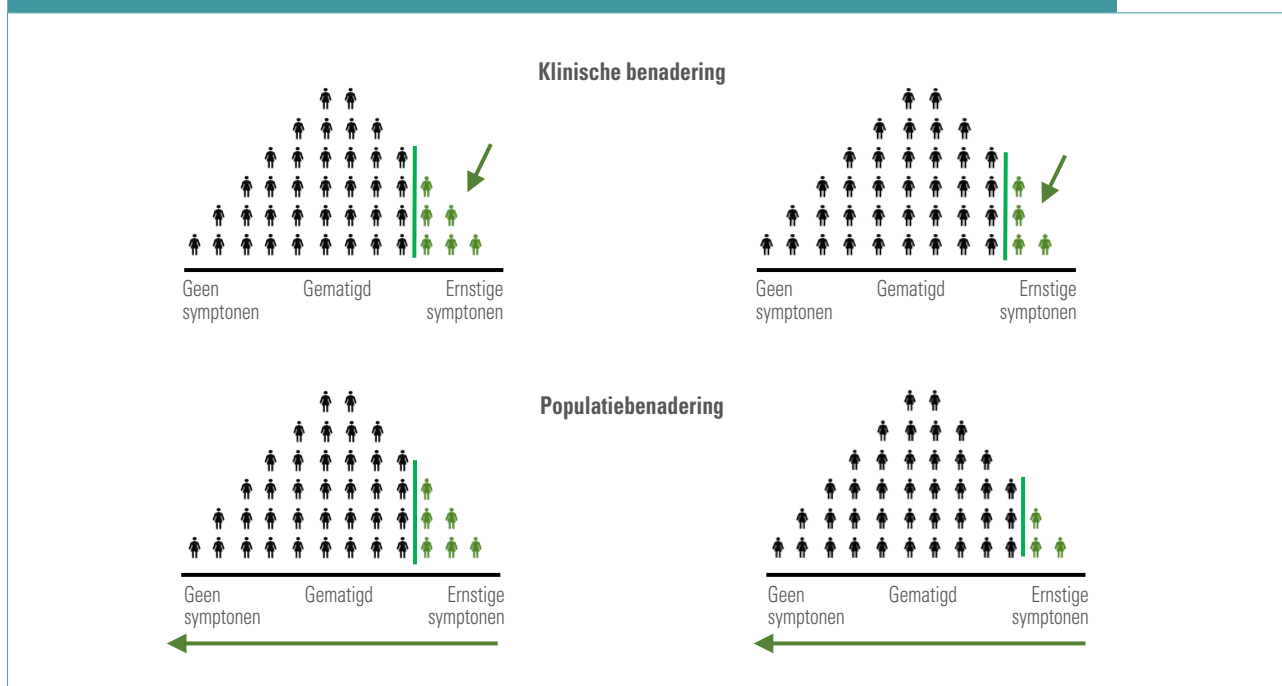 Klinische benadering
Geen
symptonen
Gematigd
Ernstige
symptonen
Geen
symptonen
Gematigd
Ernstige
symptonen
Populatiebenadering
Geen
symptonen
Gematigd
Ernstige
symptonen
Geen
symptonen
Gematigd
Ernstige
symptonen